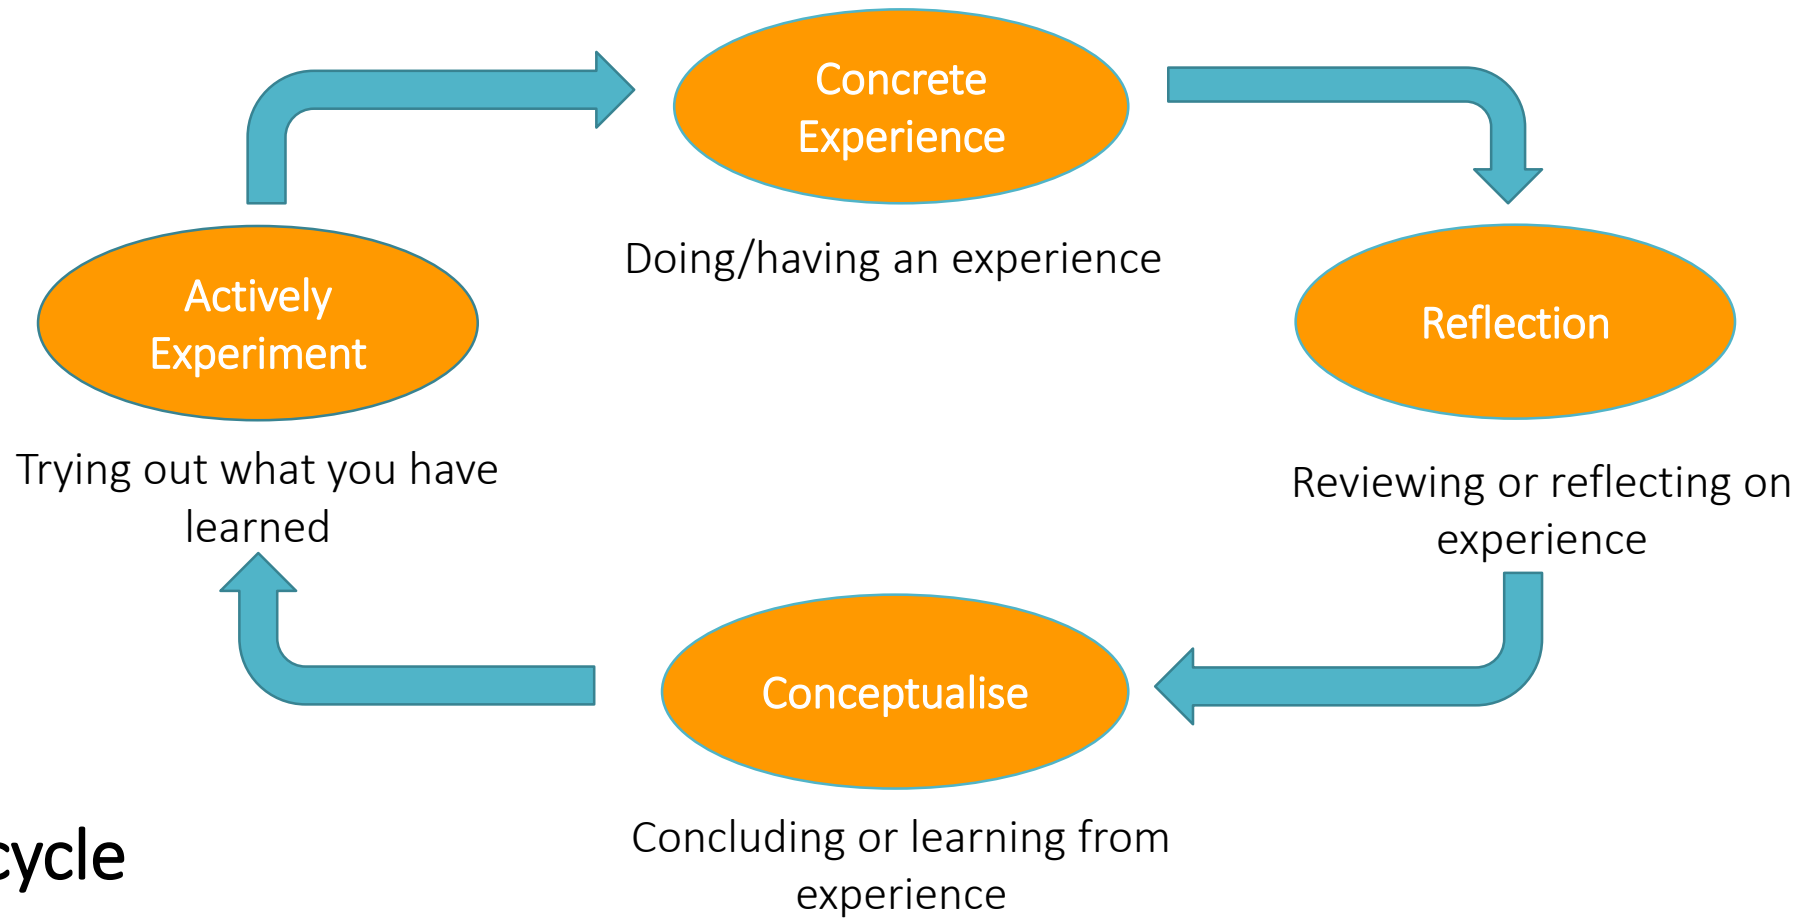 Concrete
Experience
Doing/having an experience
Actively
Experiment
Trying out what you have
learned
Reflection
Reviewing or reflecting on
experience
Conceptualise
Concluding or learning from
experience
cycle